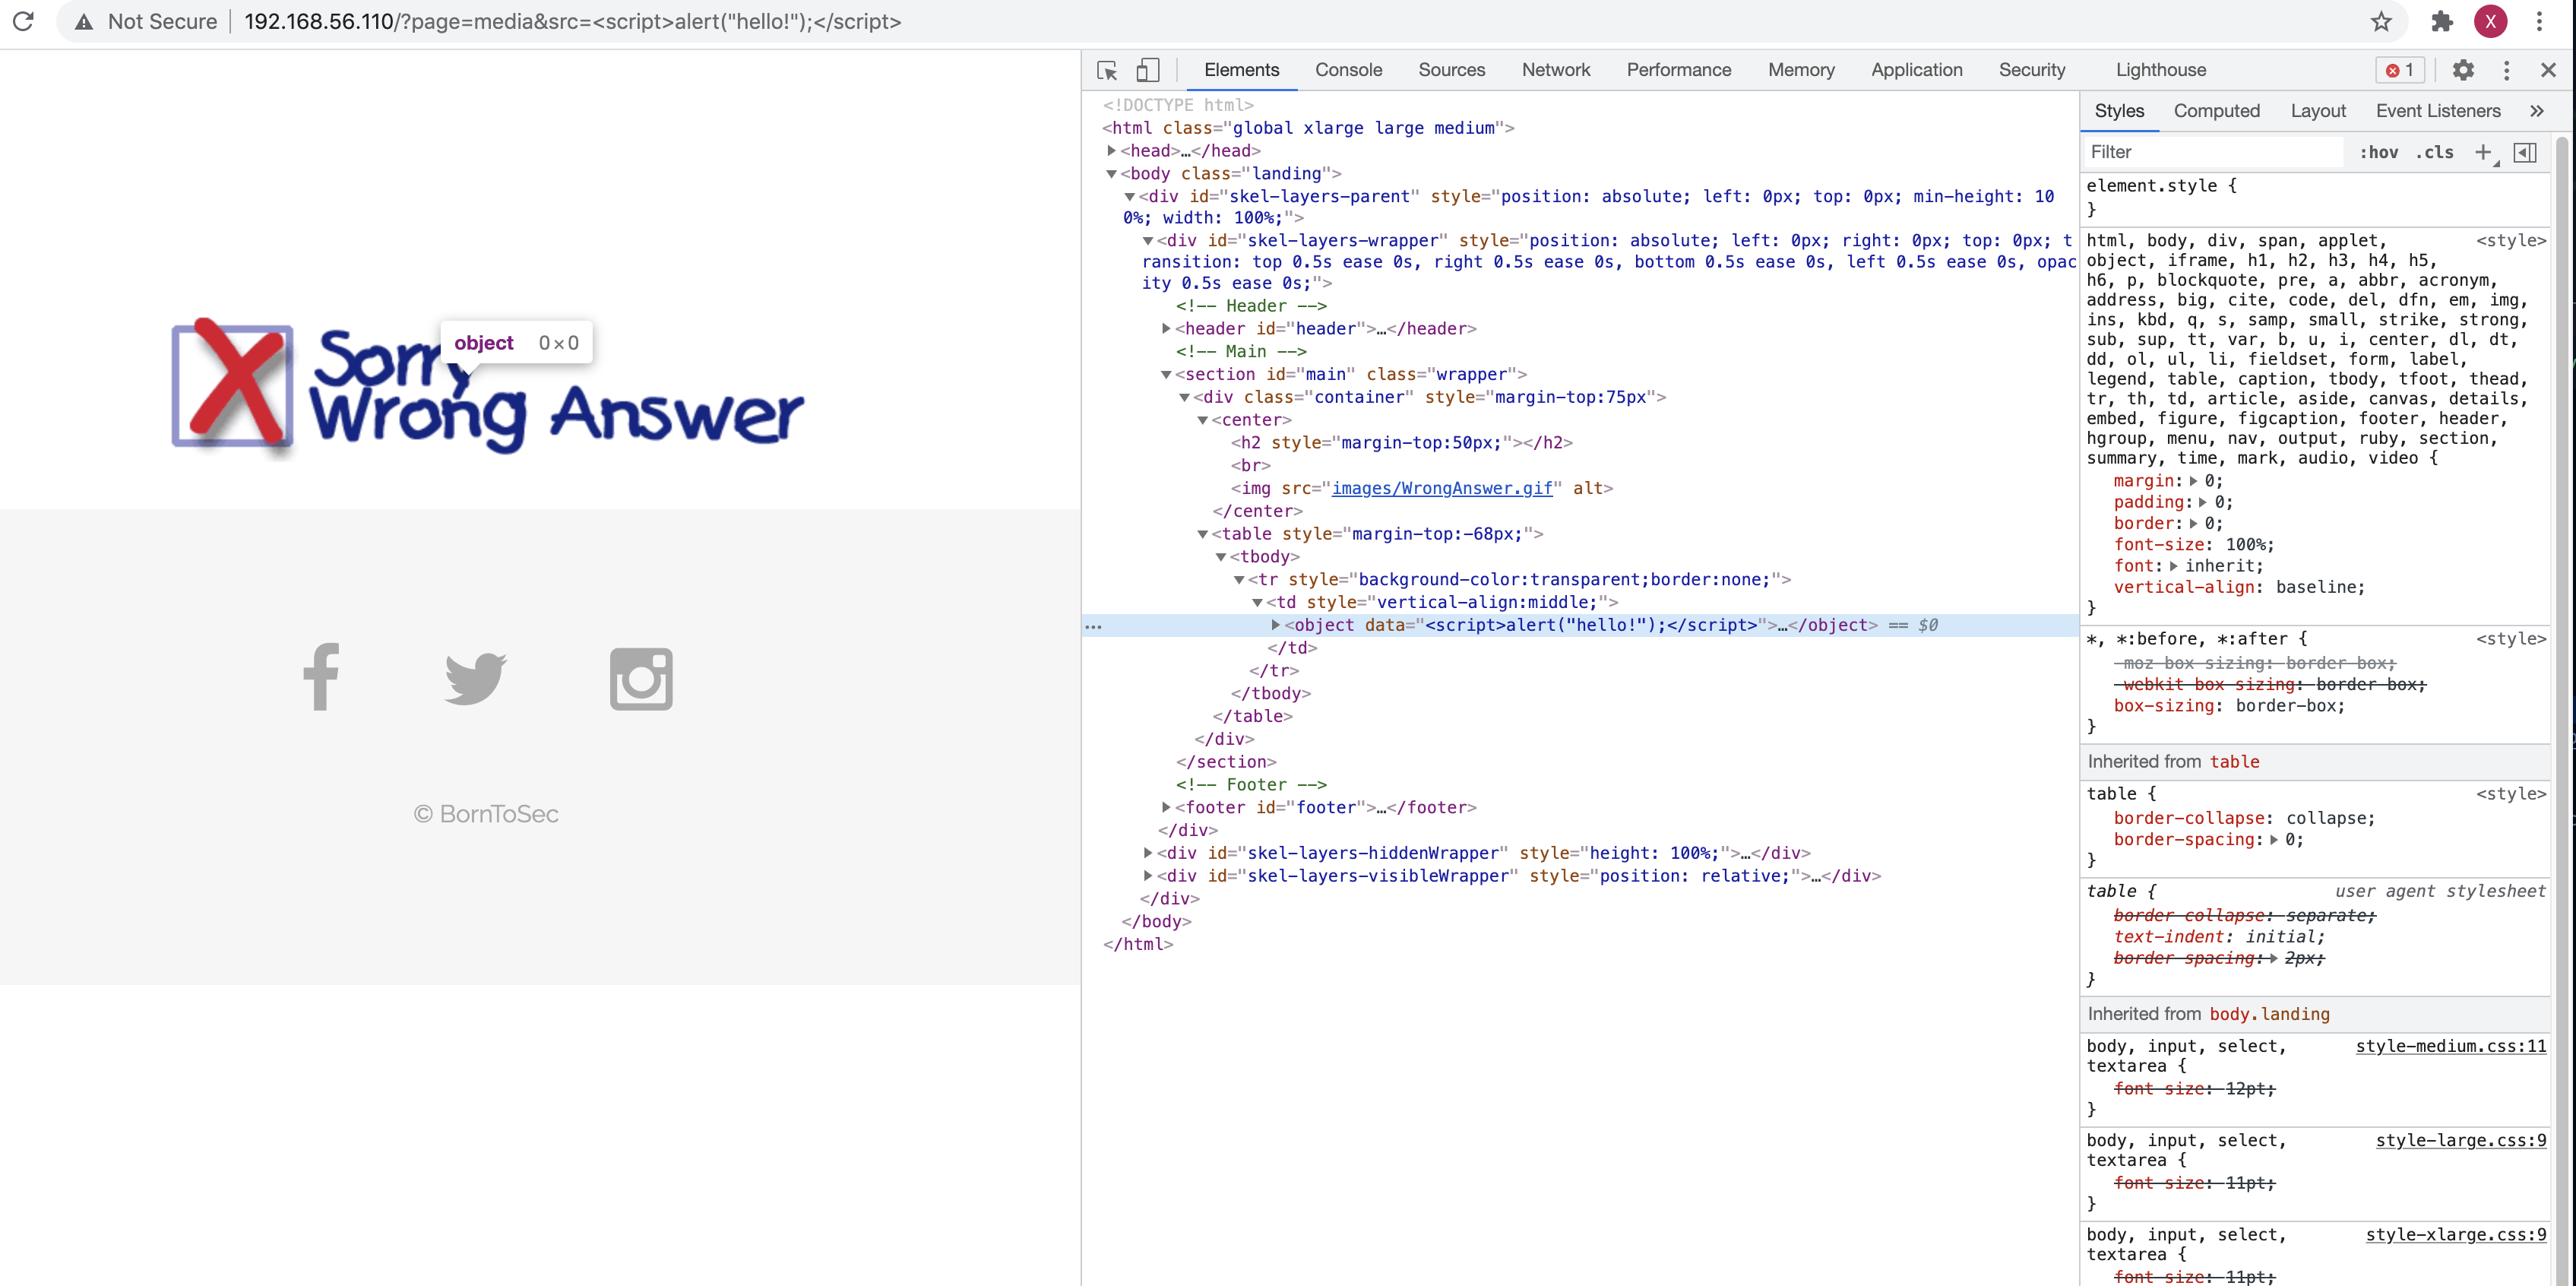 Not Secure 192.168.56.110/?page=media&src=<script>alert("hello!");</script> X
Sorry
Wrong Answer
object 0×0
© BornToSec
Elements Console Sources Network Performance Memory Application Security Lighthouse 1
<!DOCTYPE html>
<html class="global xlarge large medium">
<head>…</head>
<body class="landing">
<div id="skel-layers-parent" style="position: absolute; left: 0px; top: 0px; min-height: 10
0%; width: 100%;">
<div id="skel-layers-wrapper" style="position: absolute; left: 0px; right: 0px; top: 0px; t
ransition: top 0.5s ease 0s, right 0.5s ease 0s, bottom 0.5s ease 0s, left 0.5s ease 0s, opac
ity 0.5s ease 0s;">
<!-- Header -->
<header id="header">…</header>
<!-- Main -->
<section id="main" class="wrapper">
<div class="container" style="margin-top:75px">
<center>
<h2 style="margin-top:50px;"></h2>
<br>
<img src="images/WrongAnswer.gif" alt>
</center>
<table style="margin-top:-68px;">
<tbody>
<tr style="background-color:transparent;border:none;">
<td style="vertical-align:middle;">
… <object data="<script>alert("hello!");</script>">…</object> == $0
</td>
</tr>
</tbody>
</table>
</div>
</section>
<!-- Footer -->
<footer id="footer">…</footer>
</div>
<div id="skel-layers-hiddenWrapper" style="height: 100%;">…</div>
<div id="skel-layers-visibleWrapper" style="position: relative;">…</div>
</div>
</body>
</html>
Styles Computed Layout Event Listeners »
Filter :hov .cls +
element.style {
}
html, body, div, span, applet, <style>
object, iframe, h1, h2, h3, h4, h5,
h6, p, blockquote, pre, a, abbr, acronym,
address, big, cite, code, del, dfn, em, img,
ins, kbd, q, s, samp, small, strike, strong,
sub, sup, tt, var, b, u, i, center, dl, dt,
dd, ol, ul, li, fieldset, form, label,
legend, table, caption, tbody, tfoot, thead,
tr, th, td, article, aside, canvas, details,
embed, figure, figcaption, footer, header,
hgroup, menu, nav, output, ruby, section,
summary, time, mark, audio, video {
margin: 0;
padding: 0;
border: 0;
font-size: 100%;
font: inherit;
vertical-align: baseline;
}
*, *:before, *:after { <style>
-moz-box-sizing: border-box;
-webkit-box-sizing: border-box;
box-sizing: border-box;
}
Inherited from table
table { <style>
border-collapse: collapse;
border-spacing: 0;
}
table { user agent stylesheet
border-collapse: separate;
text-indent: initial;
border-spacing: 2px;
}
Inherited from body.landing
body, input, select, style-medium.css:11
textarea {
font-size: 12pt;
}
body, input, select, style-large.css:9
textarea {
font-size: 11pt;
}
body, input, select, style-xlarge.css:9
textarea {
font-size: 11pt;